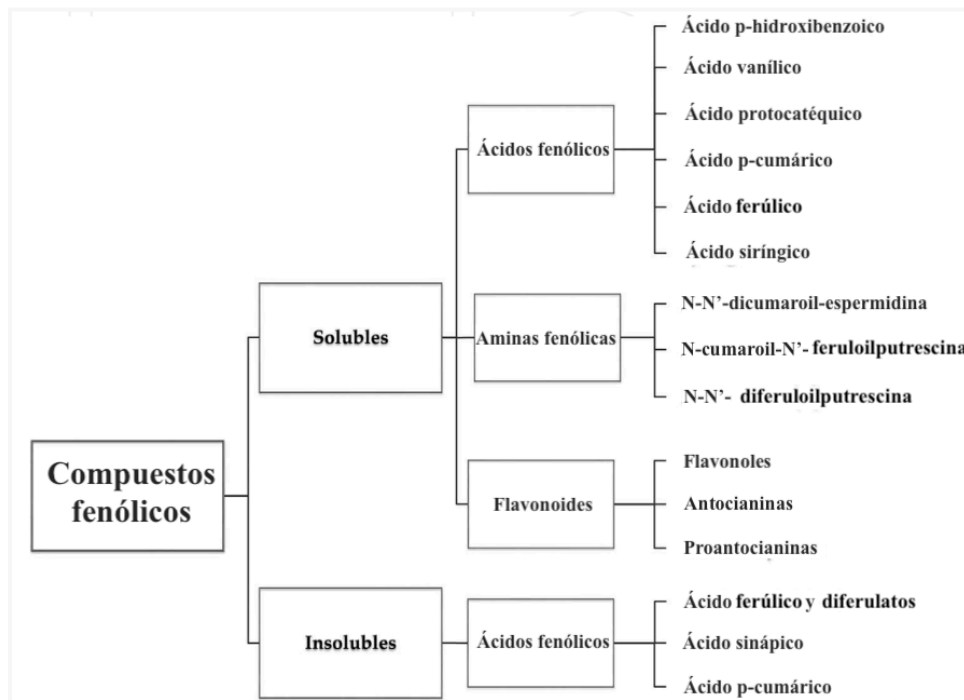 Compuestos
fenólicos
Solubles
Ácidos fenólicos
Ácido p-hidroxibenzoico
Ácido vanílico
Ácido protocatéquico
Ácido p-cumárico
Ácido ferúlico
Ácido siríngico
Aminas fenólicas
N-N’-dicumaroil-espermidina
N-cumaroil-N’- feruloilputrescina
N-N’- diferuloilputrescina
Flavonoides
Flavonoles
Antocianinas
Proantocianinas
Insolubles
Ácidos fenólicos
Ácido ferúlico y diferulatos
Ácido sinápico
Ácido p-cumárico